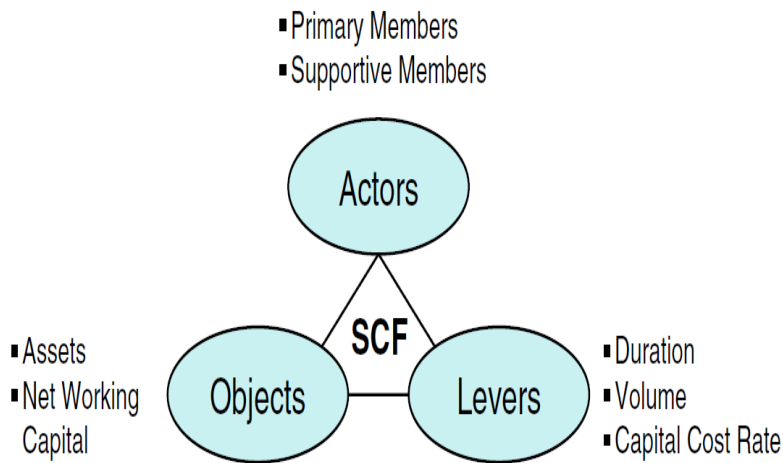 ▪ Primary Members
▪ Supportive Members
Actors
SCF
▪ Assets
▪ Net Working
Capital
Objects
Levers
▪ Duration
▪ Volume
▪ Capital Cost Rate